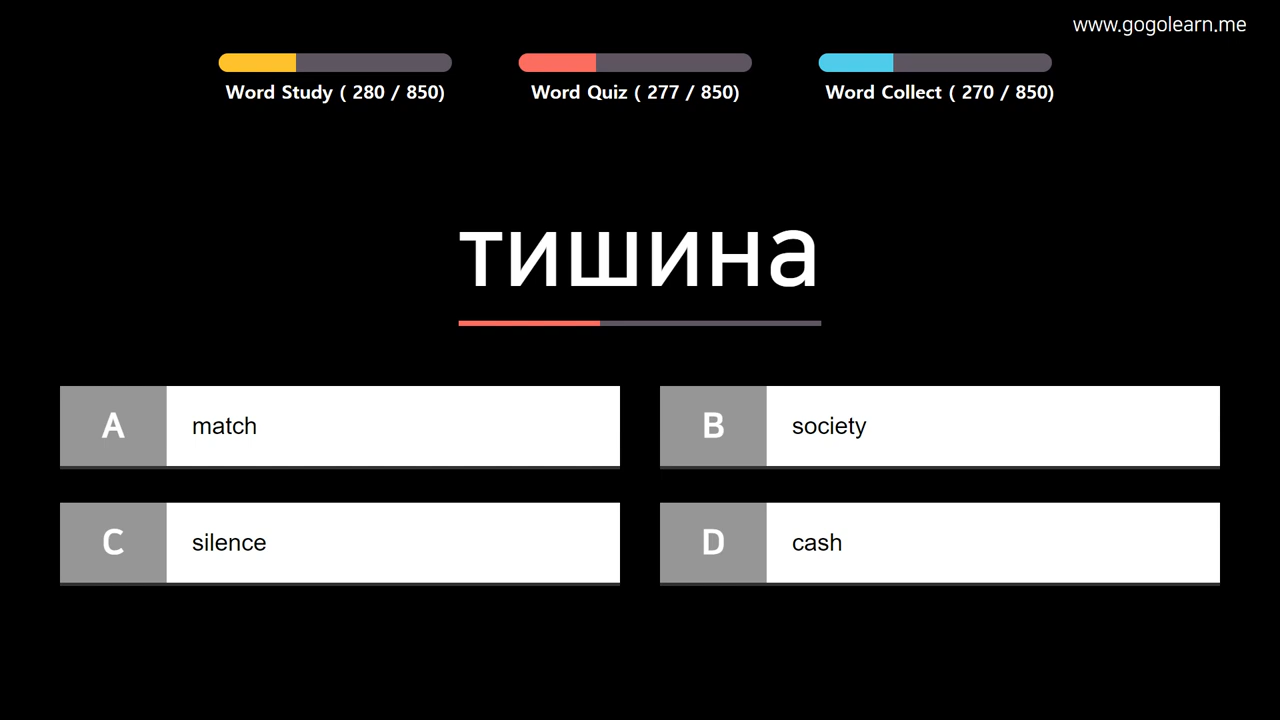 www.gogolearn.me
Word Study ( 280 / 850)
Word Quiz ( 277 / 850)
Word Collect ( 270 / 850)
тишина
A match
B society
C silence
D cash